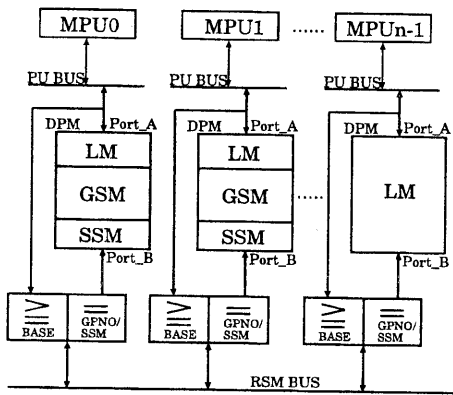 MPU0 MPU1 ...... MPUn-1
PU BUS PU BUS PU BUS
DPM Port_A DPM Port_A DPM Port_A
LM LM
GSM GSM ...... LM
SSM SSM
Port_B Port_B Port_B
≧ = ≧ = ≧ =
BASE GPNO/ BASE GPNO/ BASE GPNO/
SSM SSM SSM
RSM BUS